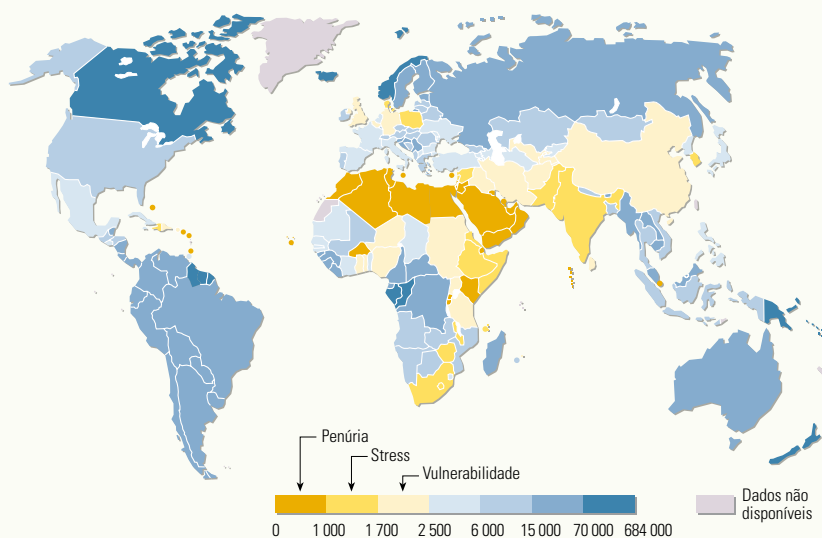 Penúria
Stress
Vulnerabilidade
0 1 000 1 700 2 500 6 000 15 000 70 000 684 000
Dados não
disponíveis